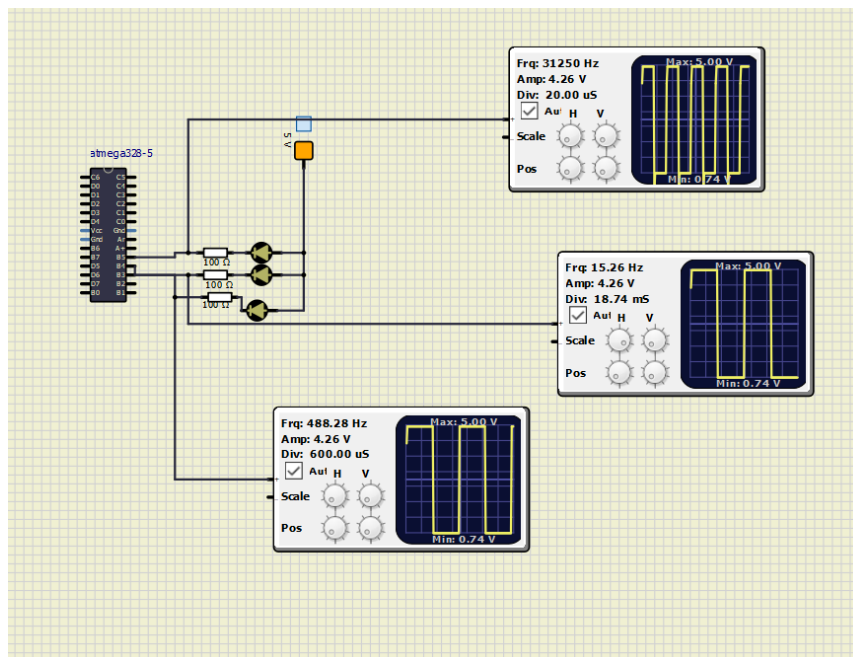 Frq: 31250 Hz
Amp: 4.26 V
Div: 20.00 uS
Au
H
V
Scale
Pos
Max: 5.00 V
Min: 0.74 V
5 V
atmega328-5
C6 C5
D0 C4
D1 C3
D2 C2
D3 C1
D4 C0
Vcc Gnd
Gnd Ar
B6 A+
B7 B5
D5 B4
D6 B3
D7 B2
B0 B1
100 Ω
100 Ω
100 Ω
Frq: 15.26 Hz
Amp: 4.26 V
Div: 18.74 mS
Aut
H
V
Scale
Pos
Max: 5.00 V
Min: 0.74 V
Frq: 488.28 Hz
Amp: 4.26 V
Div: 600.00 uS
Aut
H
V
Scale
Pos
Max: 5.00 V
Min: 0.74 V